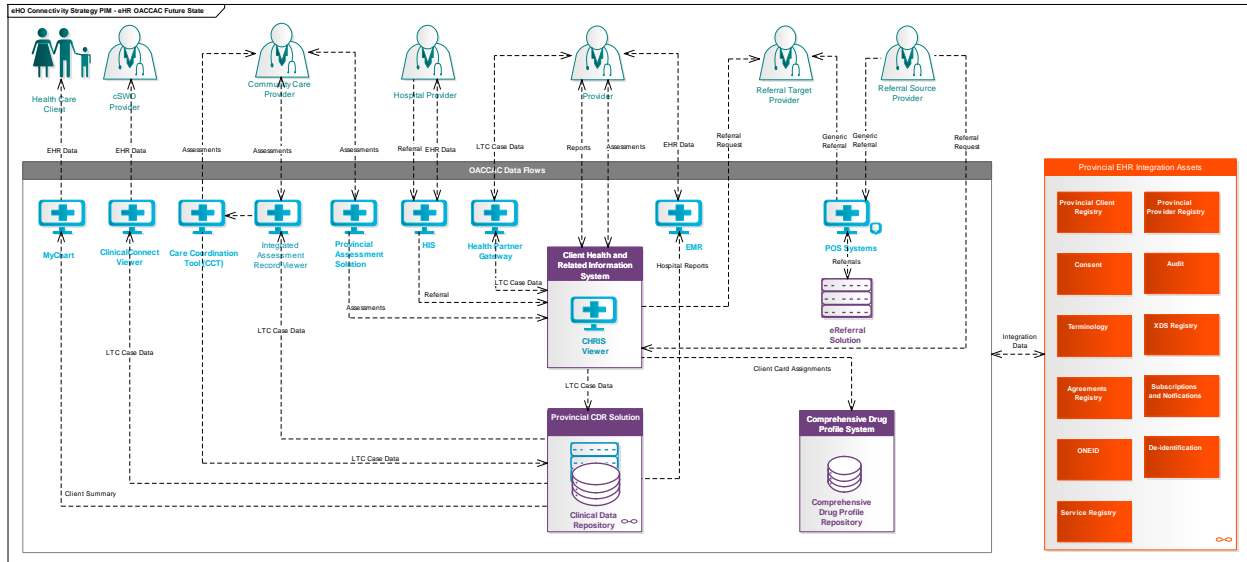 eHO Connectivity Strategy PIM - eHR OACCAC Future State
Health Care
Client
cSWO
Provider
Community Care
Provider
Hospital Provider
Provider
Referral Target
Provider
Referral Source
Provider
EHR Data
EHR Data
Assessments
Assessments
Assessments
Referral
EHR Data
LTC Case Data
Reports
Assessments
EHR Data
Referral
Request
Generic
Referral
Generic
Referral
Referral
Request
OACCAC Data Flows
MyChart
ClinicalConnect
Viewer
Care Coordination
Tool (CCT)
Integrated
Assessment
Record Viewer
Provincial
Assessment
Solution
HIS
Health Partner
Gateway
Client Health and
Related Information
System
CHRIS
Viewer
EMR
Hospital Reports
POS Systems
Referrals
eReferral
Solution
LTC Case Data
Referral
Assessments
LTC Case Data
LTC Case Data
LTC Case Data
Client Card Assignments
LTC Case Data
Client Summary
Provincial CDR Solution
Clinical Data
Repository
Comprehensive Drug
Profile System
Comprehensive
Drug Profile
Repository
Integration
Data
Provincial EHR Integration Assets
Provincial Client
Registry
Provincial
Provider Registry
Consent
Audit
Terminology
XDS Registry
Agreements
Registry
Subscriptions
and Notfications
ONEID
De-identification
Service Registry